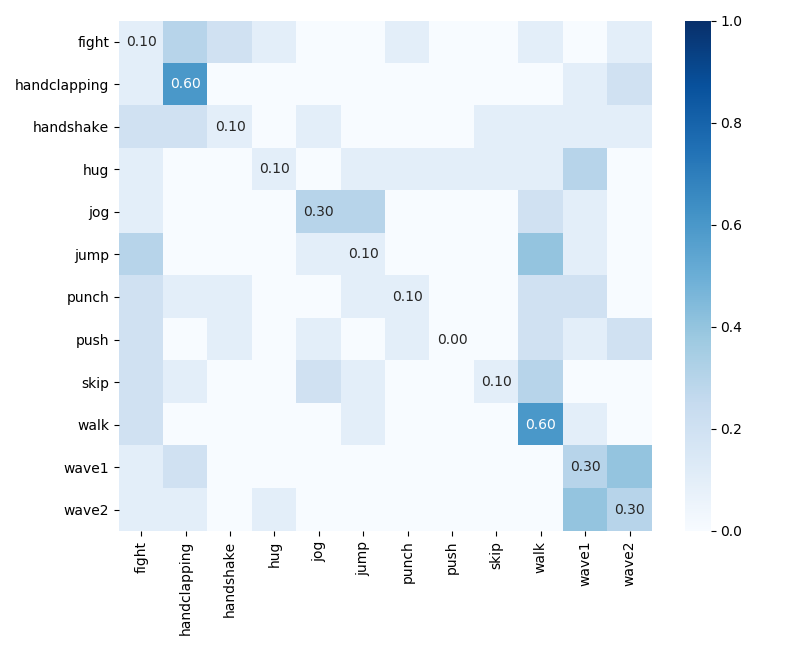 fight 0.10
handclapping 0.60
handshake 0.10
hug 0.10
jog 0.30
jump 0.10
punch 0.10
push 0.00
skip 0.10
walk 0.60
wave1 0.30
wave2 0.30
fight handclapping handshake hug jog jump punch push skip walk wave1 wave2
1.0
0.8
0.6
0.4
0.2
0.0